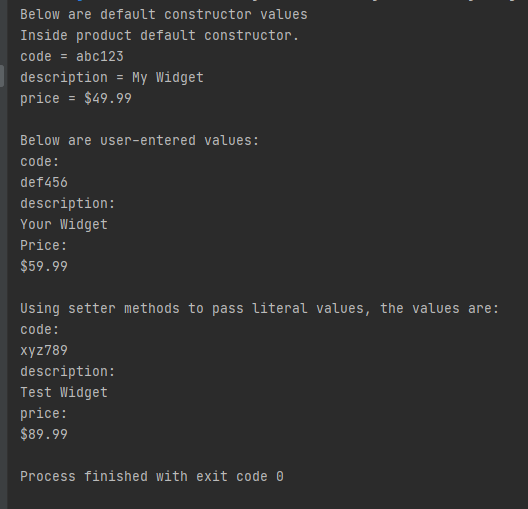 Below are default constructor values
Inside product default constructor.
code = abc123
description = My Widget
price = $49.99
Below are user-entered values:
code:
def456
description:
Your Widget
Price:
$59.99
Using setter methods to pass literal values, the values are:
code:
xyz789
description:
Test Widget
price:
$89.99
Process finished with exit code 0